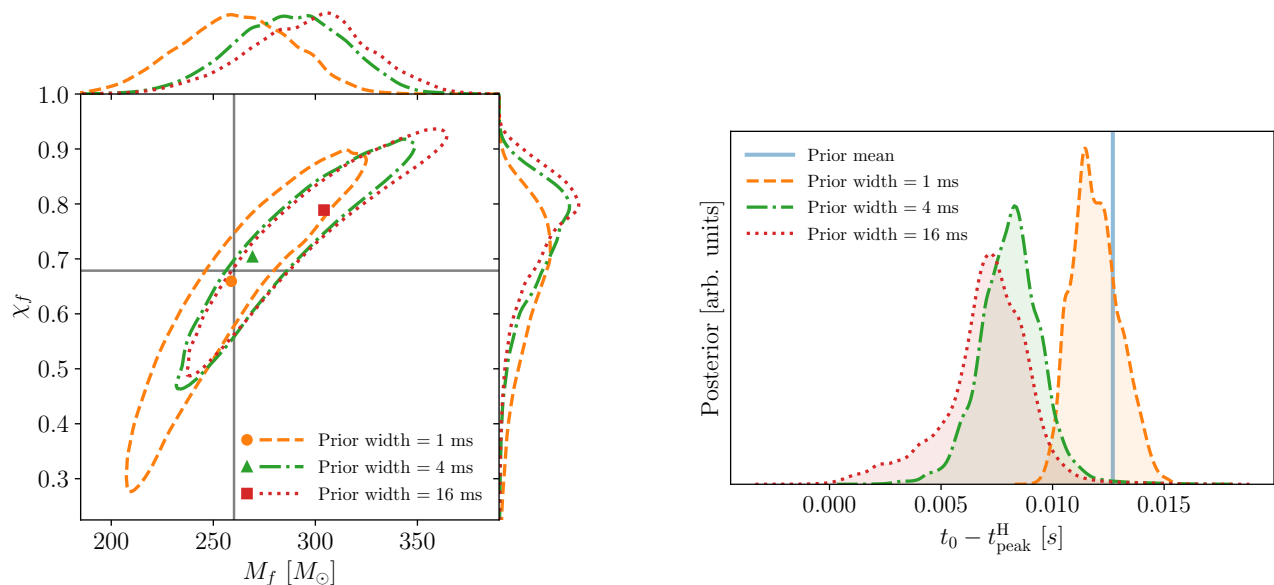 1.0
0.9
0.8
0.7
0.6
0.5
0.4
0.3
χ_f
200 250 300 350
M_f [M_⊙]
Prior width = 1 ms
Prior width = 4 ms
Prior width = 16 ms
Prior mean
Prior width = 1 ms
Prior width = 4 ms
Prior width = 16 ms
Posterior [arb. units]
0.000 0.005 0.010 0.015
t_0 − t_peak^H [s]